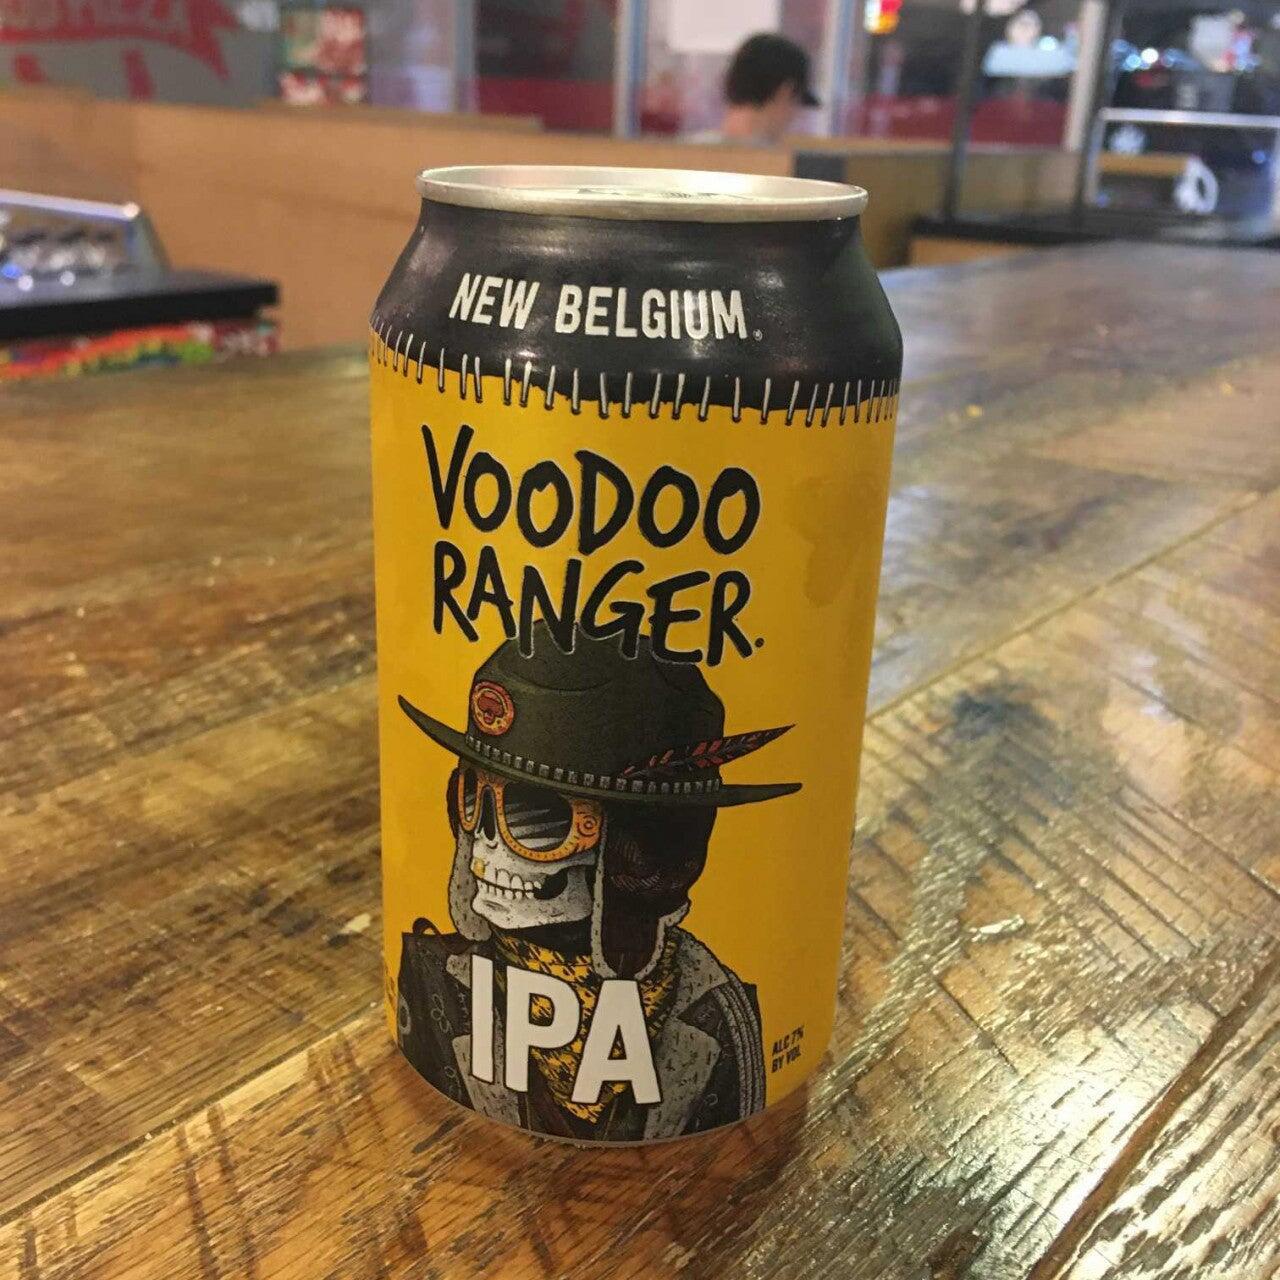 NEW BELGIUM®
VOODOO
RANGER.
IPA
ALC 7%
BY VOL